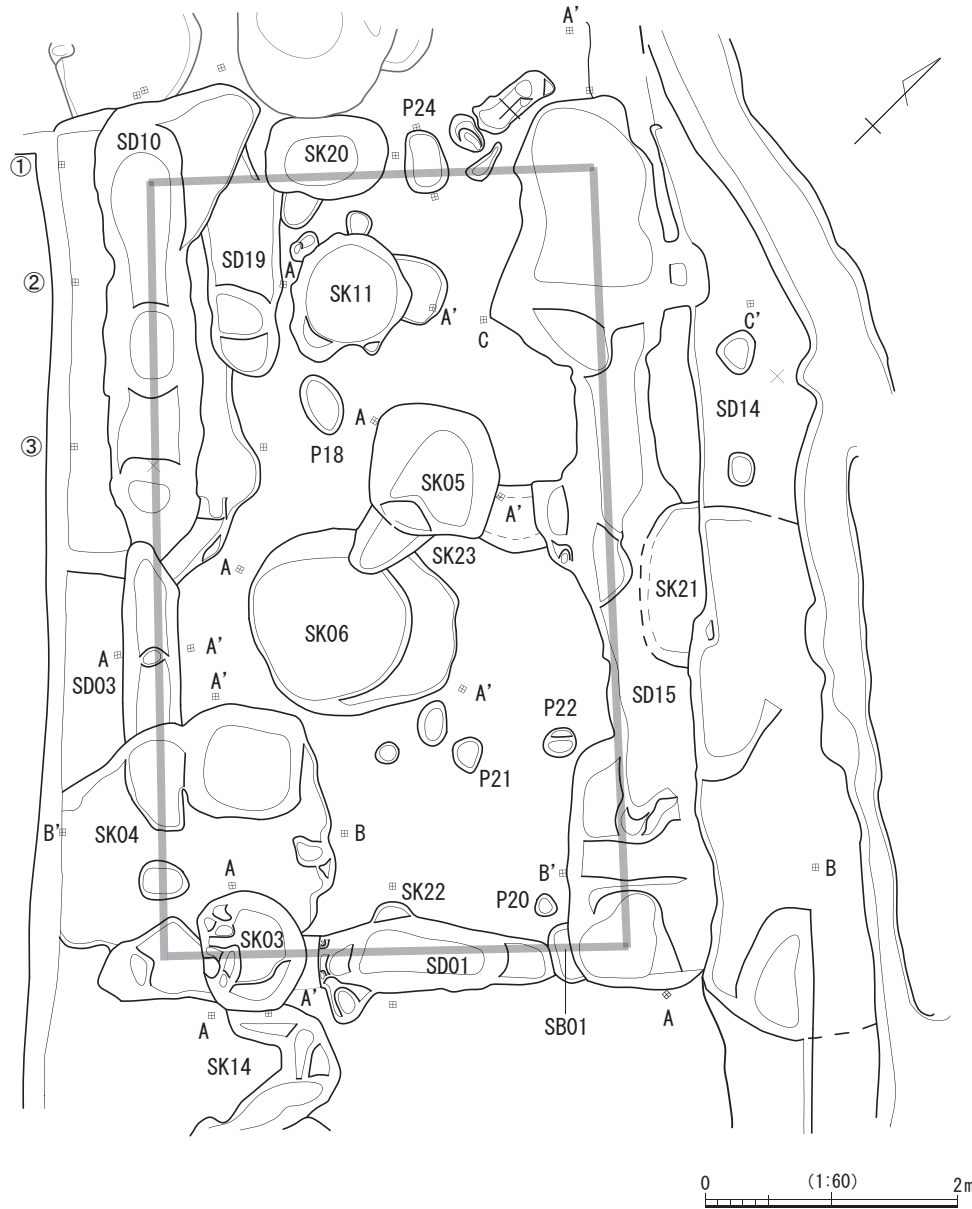 A'
P24
SD10
SK20
①
SD19
A
②
SK11
A'
C
C'
SD14
A
P18
③
SK05
A'
SK23
A
SK21
SK06
A
A'
SD03
A'
A'
SD15
P22
P21
B'
SK04
B
A
B'
B
SK22
P20
SK03
SD01
A'
A
SB01
A
SK14
0 (1:60) 2m